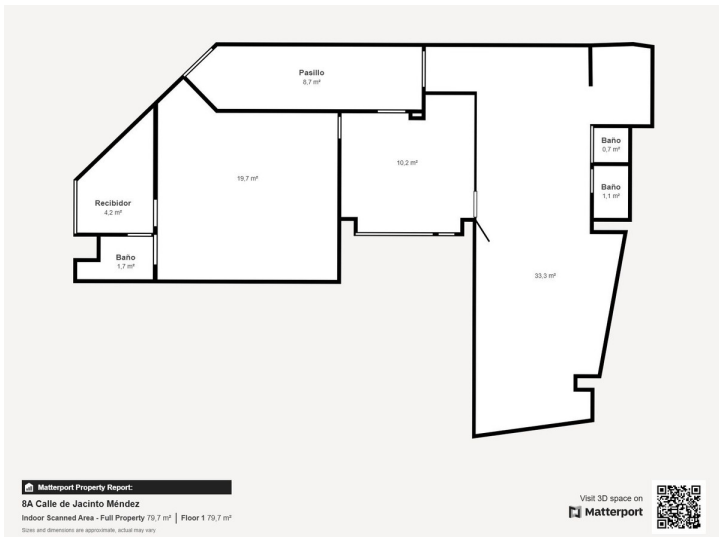 Pasillo
8,7 m²
10,2 m²
19,7 m²
Baño
0,7 m²
Baño
1,1 m²
Recibidor
4,2 m²
Baño
1,7 m²
33,3 m²
Matterport Property Report:
8A Calle de Jacinto Méndez
Indoor Scanned Area - Full Property 79,7 m² | Floor 1 79,7 m²
Sizes and dimensions are approximate, actual may vary
Visit 3D space on
Matterport